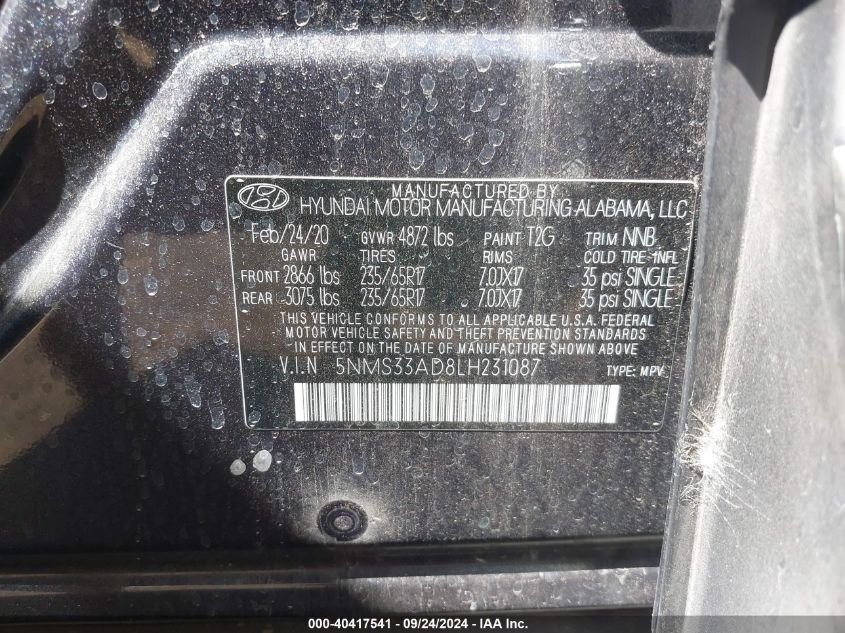 MANUFACTURED BY
HYUNDAI MOTOR MANUFACTURING ALABAMA, LLC
Feb/24/20 GVWR 4872 lbs PAINT T2G TRIM NNB
GAWR TIRES RIMS COLD TIRE INFL
FRONT 2866 lbs 235/65R17 7.0JX17 35 psi SINGLE
REAR 3075 lbs 235/65R17 7.0JX17 35 psi SINGLE
THIS VEHICLE CONFORMS TO ALL APPLICABLE U.S.A. FEDERAL
MOTOR VEHICLE SAFETY AND THEFT PREVENTION STANDARDS
IN EFFECT ON THE DATE OF MANUFACTURE SHOWN ABOVE
V.I.N 5NMS33AD8LH231087 TYPE: MPV
000-40417541 - 09/24/2024 - IAA Inc.